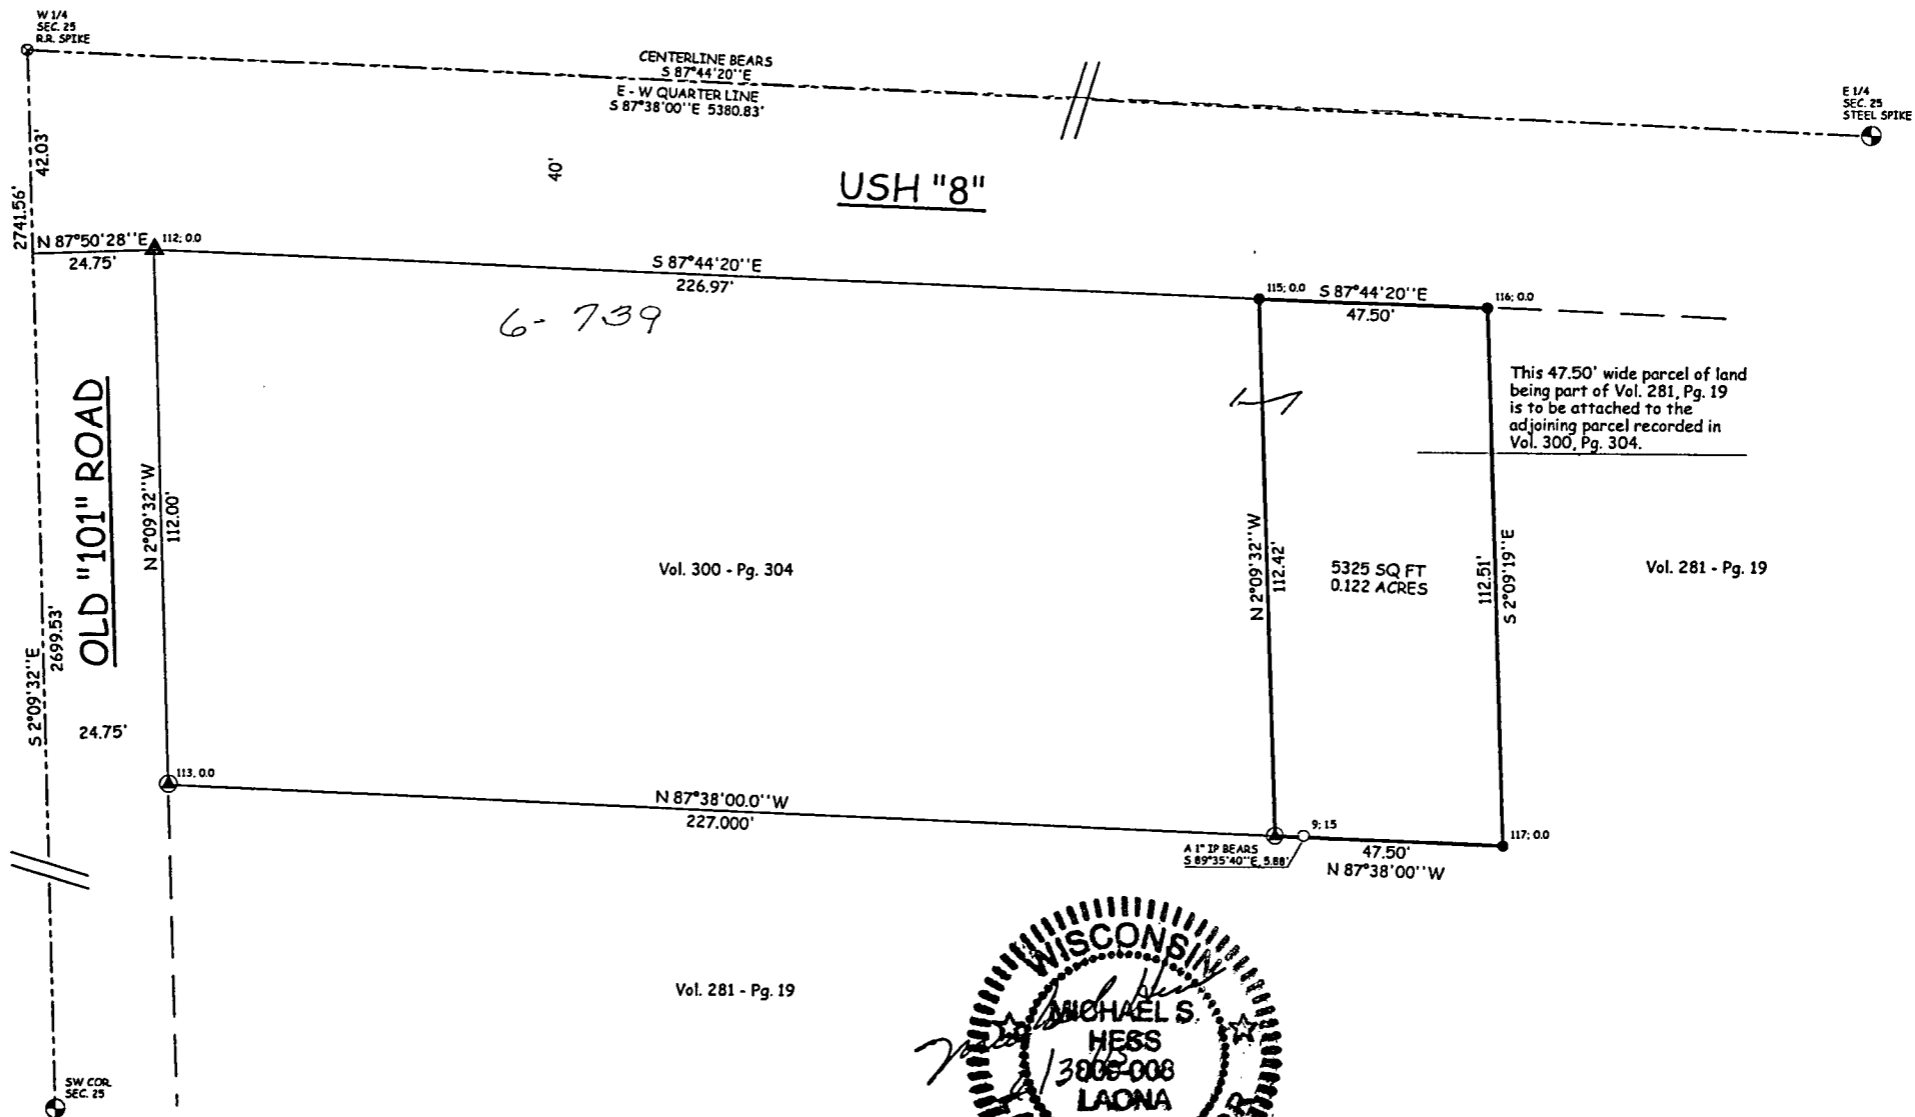 W 1/4
SEC. 25
R.R. SPIKE
CENTERLINE BEARS
S 87°44'20''E
E - W QUARTER LINE
S 87°38'00''E 5380.83'
E 1/4
SEC. 25
STEEL SPIKE
42.03'
2741.56'
40'
USH "8"
N 87°50'28''E
24.75'
112; 0.0
S 87°44'20''E
226.97'
115; 0.0
S 87°44'20''E
47.50'
116; 0.0
6-739
This 47.50' wide parcel of land
being part of Vol. 281, Pg. 19
is to be attached to the
adjoining parcel recorded in
Vol. 300, Pg. 304.
OLD "101" ROAD
N 2°09'32''W
112.00'
Vol. 300 - Pg. 304
N 2°09'32''W
112.42'
5325 SQ FT
0.122 ACRES
112.51'
S 2°09'19''E
Vol. 281 - Pg. 19
S 2°09'32''E
2699.53'
24.75'
113, 0.0
N 87°38'00.0''W
227.000'
9; 15
A 1" IP BEARS
S 89°35'40''E, 5.88'
47.50'
N 87°38'00''W
117; 0.0
Vol. 281 - Pg. 19
WISCONSIN
MICHAEL S.
HESS
LAONA
SW COR.
SEC. 25